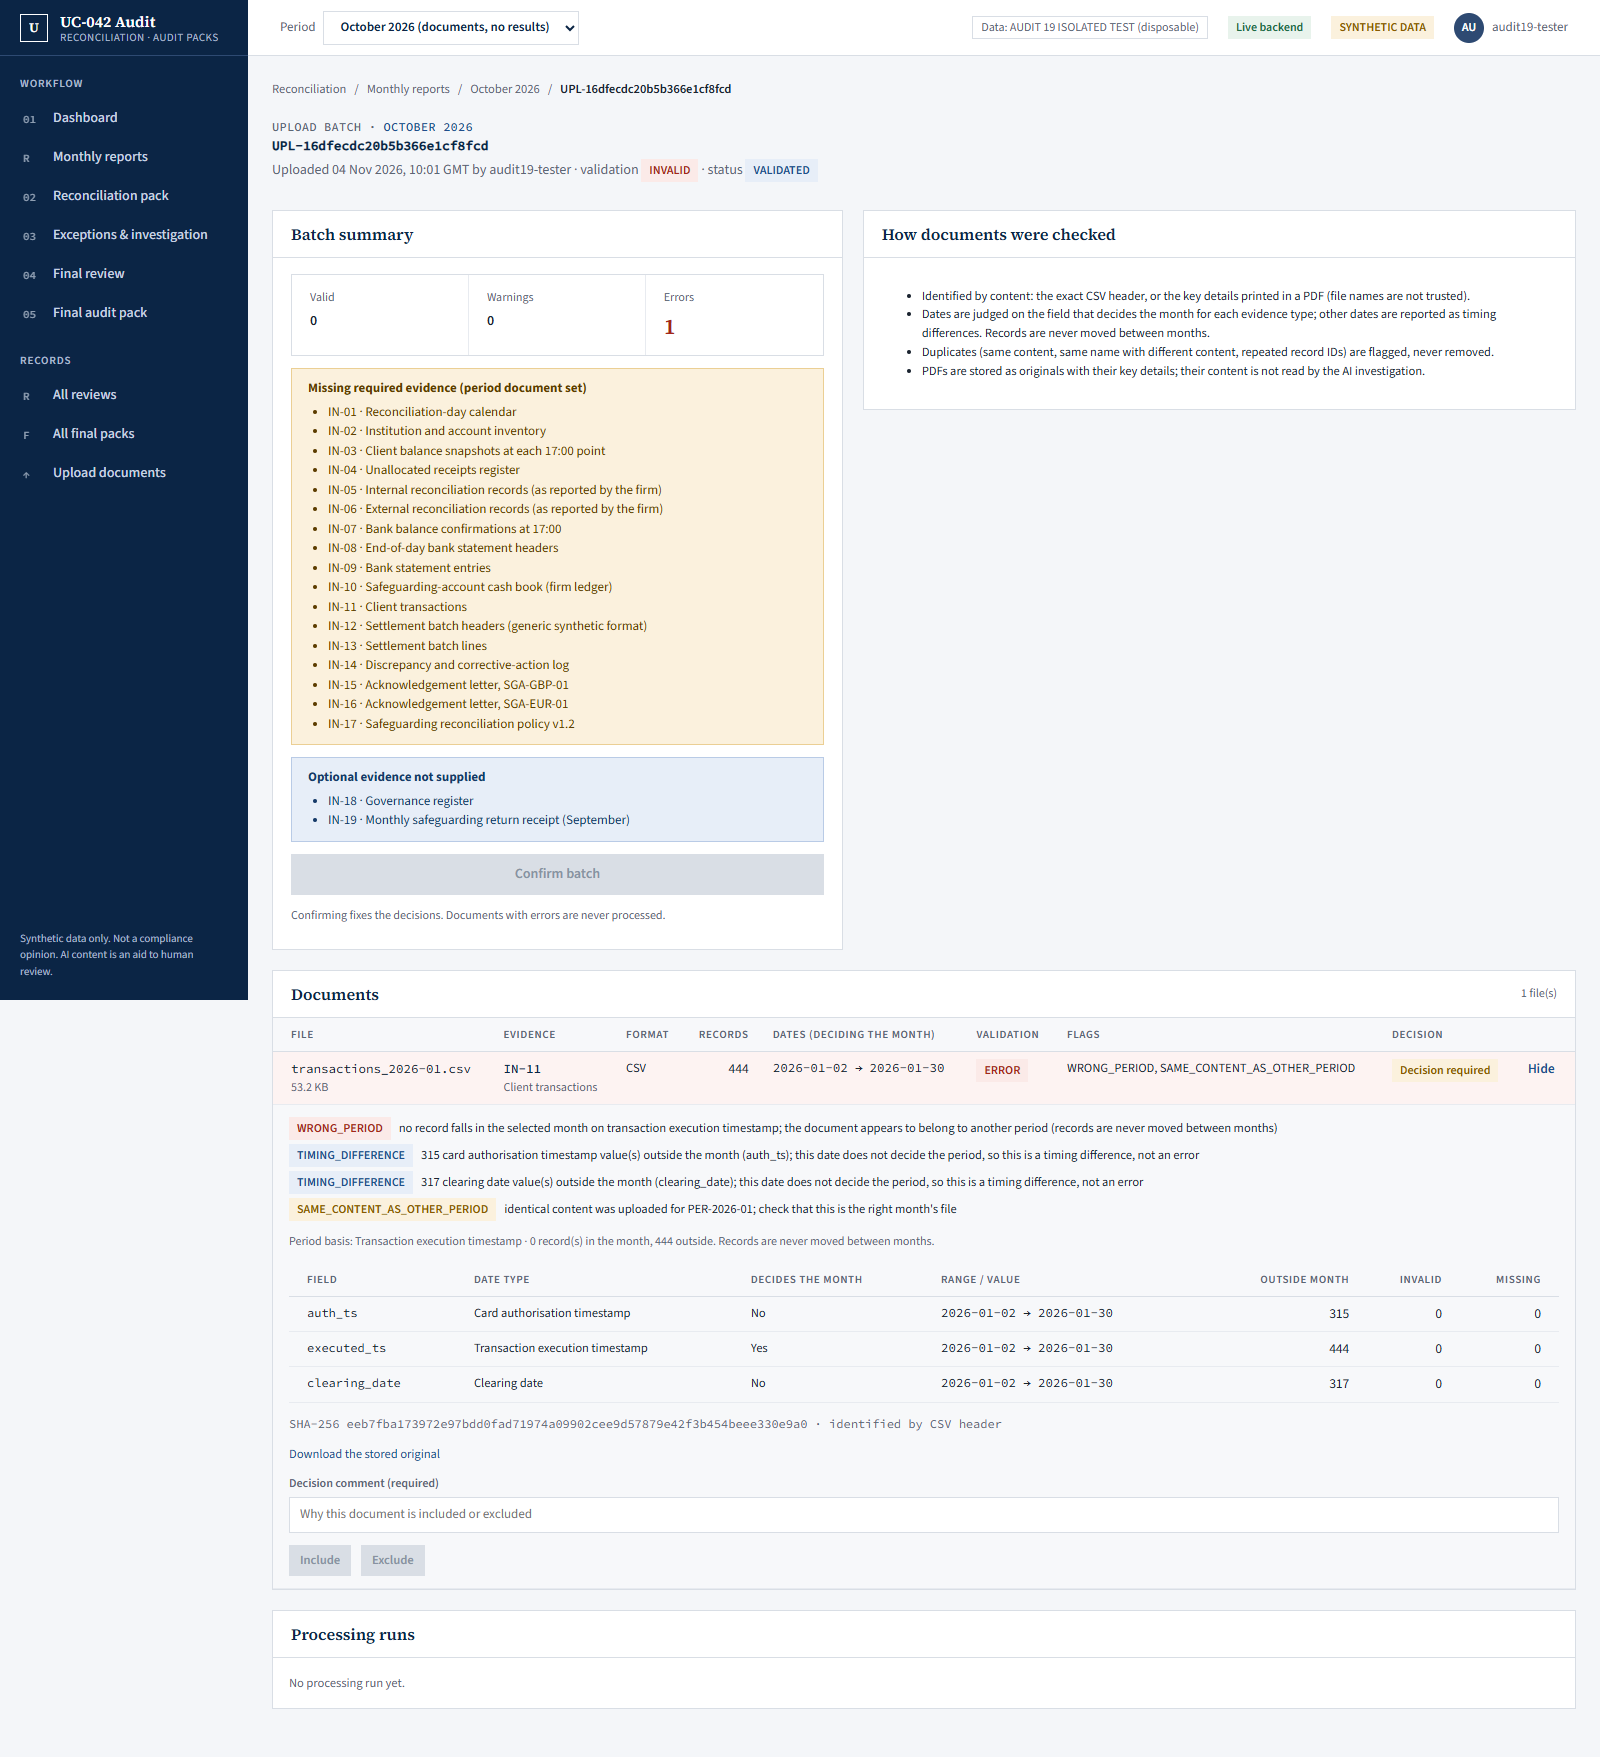 U
UC-042 Audit
RECONCILIATION · AUDIT PACKS
Period
October 2026 (documents, no results)
Data: AUDIT 19 ISOLATED TEST (disposable)
Live backend
SYNTHETIC DATA
AU
audit19-tester
WORKFLOW
01 Dashboard
R Monthly reports
02 Reconciliation pack
03 Exceptions & investigation
04 Final review
05 Final audit pack
RECORDS
R All reviews
F All final packs
↑ Upload documents
Synthetic data only. Not a compliance
opinion. AI content is an aid to human
review.
Reconciliation / Monthly reports / October 2026 / UPL-16dfecdc20b5b366e1cf8fcd
UPLOAD BATCH · OCTOBER 2026
UPL-16dfecdc20b5b366e1cf8fcd
Uploaded 04 Nov 2026, 10:01 GMT by audit19-tester · validation INVALID · status VALIDATED
Batch summary
Valid Warnings Errors
0 0 1
Missing required evidence (period document set)
• IN-01 · Reconciliation-day calendar
• IN-02 · Institution and account inventory
• IN-03 · Client balance snapshots at each 17:00 point
• IN-04 · Unallocated receipts register
• IN-05 · Internal reconciliation records (as reported by the firm)
• IN-06 · External reconciliation records (as reported by the firm)
• IN-07 · Bank balance confirmations at 17:00
• IN-08 · End-of-day bank statement headers
• IN-09 · Bank statement entries
• IN-10 · Safeguarding-account cash book (firm ledger)
• IN-11 · Client transactions
• IN-12 · Settlement batch headers (generic synthetic format)
• IN-13 · Settlement batch lines
• IN-14 · Discrepancy and corrective-action log
• IN-15 · Acknowledgement letter, SGA-GBP-01
• IN-16 · Acknowledgement letter, SGA-EUR-01
• IN-17 · Safeguarding reconciliation policy v1.2
Optional evidence not supplied
• IN-18 · Governance register
• IN-19 · Monthly safeguarding return receipt (September)
Confirm batch
Confirming fixes the decisions. Documents with errors are never processed.
How documents were checked
• Identified by content: the exact CSV header, or the key details printed in a PDF (file names are not trusted).
• Dates are judged on the field that decides the month for each evidence type; other dates are reported as timing
differences. Records are never moved between months.
• Duplicates (same content, same name with different content, repeated record IDs) are flagged, never removed.
• PDFs are stored as originals with their key details; their content is not read by the AI investigation.
Documents
1 file(s)
FILE EVIDENCE FORMAT RECORDS DATES (DECIDING THE MONTH) VALIDATION FLAGS DECISION
transactions_2026-01.csv IN-11 CSV 444 2026-01-02 → 2026-01-30 ERROR WRONG_PERIOD, SAME_CONTENT_AS_OTHER_PERIOD Decision required Hide
53.2 KB Client transactions
WRONG_PERIOD no record falls in the selected month on transaction execution timestamp; the document appears to belong to another period (records are never moved between months)
TIMING_DIFFERENCE 315 card authorisation timestamp value(s) outside the month (auth_ts); this date does not decide the period, so this is a timing difference, not an error
TIMING_DIFFERENCE 317 clearing date value(s) outside the month (clearing_date); this date does not decide the period, so this is a timing difference, not an error
SAME_CONTENT_AS_OTHER_PERIOD identical content was uploaded for PER-2026-01; check that this is the right month's file
Period basis: Transaction execution timestamp · 0 record(s) in the month, 444 outside. Records are never moved between months.
FIELD DATE TYPE DECIDES THE MONTH RANGE / VALUE OUTSIDE MONTH INVALID MISSING
auth_ts Card authorisation timestamp No 2026-01-02 → 2026-01-30 315 0 0
executed_ts Transaction execution timestamp Yes 2026-01-02 → 2026-01-30 444 0 0
clearing_date Clearing date No 2026-01-02 → 2026-01-30 317 0 0
SHA-256 eeb7fba173972e97bdd0fad71974a09902cee9d57879e42f3b454beee330e9a0 · identified by CSV header
Download the stored original
Decision comment (required)
Why this document is included or excluded
Include Exclude
Processing runs
No processing run yet.